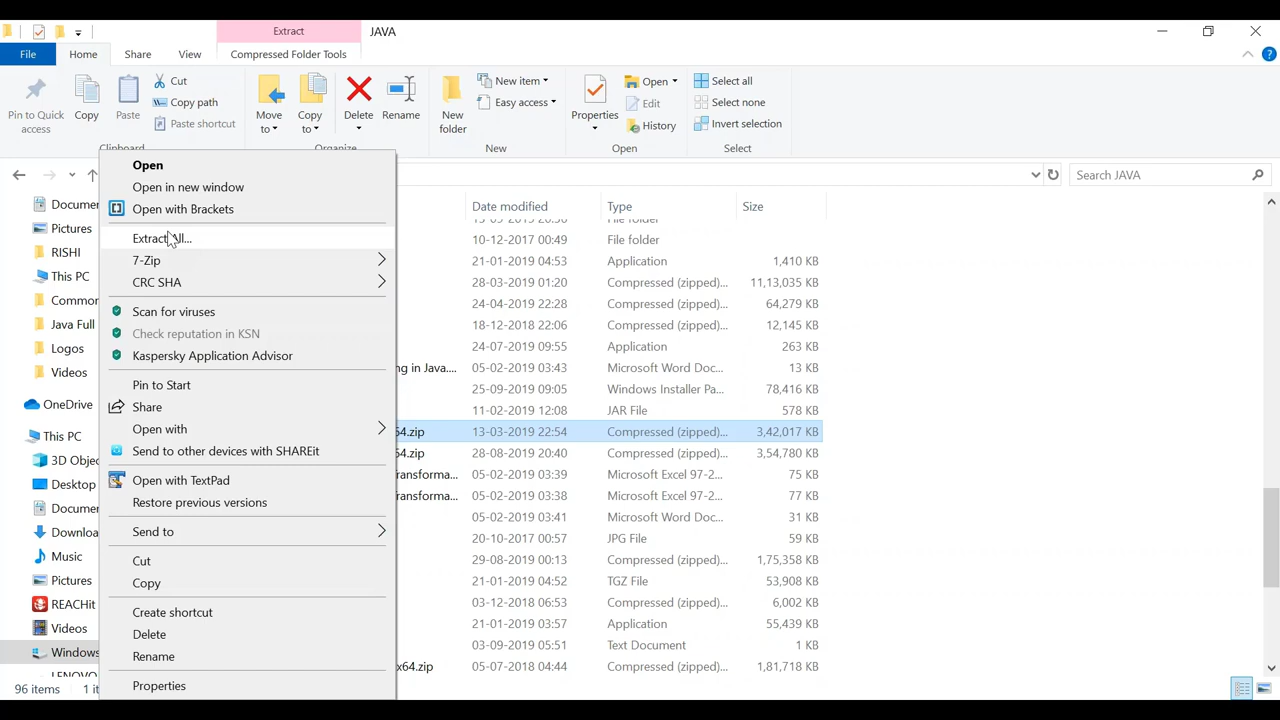 Extract
JAVA
File
Home
Share
View
Compressed Folder Tools
Pin to Quick access
Copy
Paste
Cut
Copy path
Paste shortcut
Clipboard
Move to
Copy to
Delete
Rename
Organize
New folder
New item
Easy access
New
Properties
Open
Edit
History
Open
Select all
Select none
Invert selection
Select
Search JAVA
Documen
Pictures
RISHI
This PC
Common
Java Full
Logos
Videos
OneDrive
This PC
3D Objec
Desktop
Documen
Downloa
Music
Pictures
REACHit
Videos
Windows
LENOVO
96 items
1 it
Open
Open in new window
Open with Brackets
Extract All...
7-Zip
CRC SHA
Scan for viruses
Check reputation in KSN
Kaspersky Application Advisor
Pin to Start
Share
Open with
Send to other devices with SHAREit
Open with TextPad
Restore previous versions
Send to
Cut
Copy
Create shortcut
Delete
Rename
Properties
Date modified Type Size
File folder
10-12-2017 00:49 File folder
21-01-2019 04:53 Application 1,410 KB
28-03-2019 01:20 Compressed (zipped)... 11,13,035 KB
24-04-2019 22:28 Compressed (zipped)... 64,279 KB
18-12-2018 22:06 Compressed (zipped)... 12,145 KB
24-07-2019 09:55 Application 263 KB
ng in Java.... 05-02-2019 03:43 Microsoft Word Doc... 13 KB
25-09-2019 09:05 Windows Installer Pa... 78,416 KB
11-02-2019 12:08 JAR File 578 KB
64.zip 13-03-2019 22:54 Compressed (zipped)... 3,42,017 KB
64.zip 28-08-2019 20:40 Compressed (zipped)... 3,54,780 KB
ransforma... 05-02-2019 03:39 Microsoft Excel 97-2... 75 KB
ransforma... 05-02-2019 03:38 Microsoft Excel 97-2... 77 KB
05-02-2019 03:41 Microsoft Word Doc... 31 KB
20-10-2017 00:57 JPG File 59 KB
29-08-2019 00:13 Compressed (zipped)... 1,75,358 KB
21-01-2019 04:52 TGZ File 53,908 KB
03-12-2018 06:53 Compressed (zipped)... 6,002 KB
21-01-2019 03:57 Application 55,439 KB
03-09-2019 05:51 Text Document 1 KB
x64.zip 05-07-2018 04:44 Compressed (zipped)... 1,81,718 KB